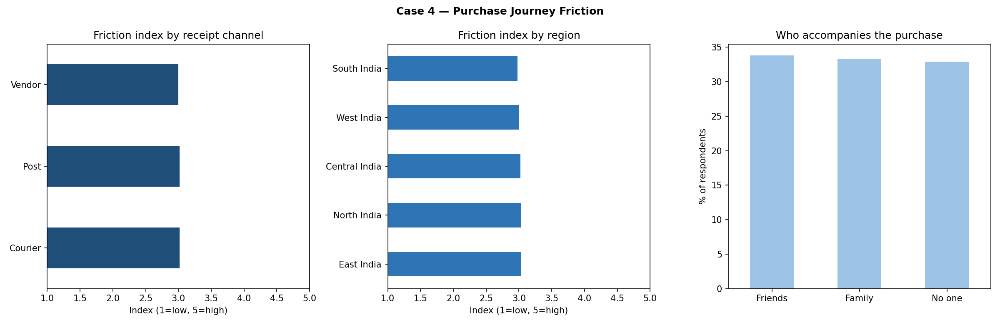 Case 4 — Purchase Journey Friction
Friction index by receipt channel
Vendor
Post
Courier
1.0 1.5 2.0 2.5 3.0 3.5 4.0 4.5 5.0
Index (1=low, 5=high)
Friction index by region
South India
West India
Central India
North India
East India
1.0 1.5 2.0 2.5 3.0 3.5 4.0 4.5 5.0
Index (1=low, 5=high)
Who accompanies the purchase
% of respondents
35
30
25
20
15
10
5
0
Friends Family No one